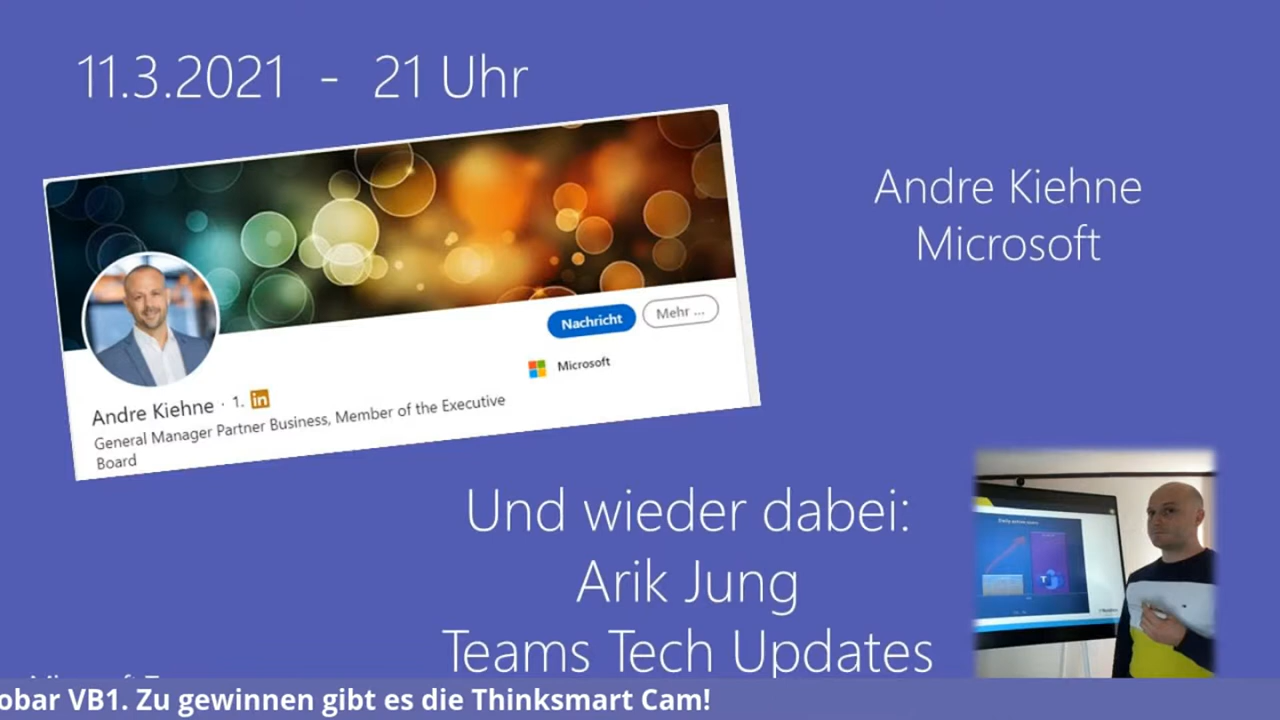 11.3.2021 - 21 Uhr
Andre Kiehne
Microsoft
Nachricht
Mehr ...
Microsoft
Andre Kiehne · 1. in
General Manager Partner Business, Member of the Executive
Board
Und wieder dabei:
Arik Jung
Teams Tech Updates
obar VB1. Zu gewinnen gibt es die Thinksmart Cam!